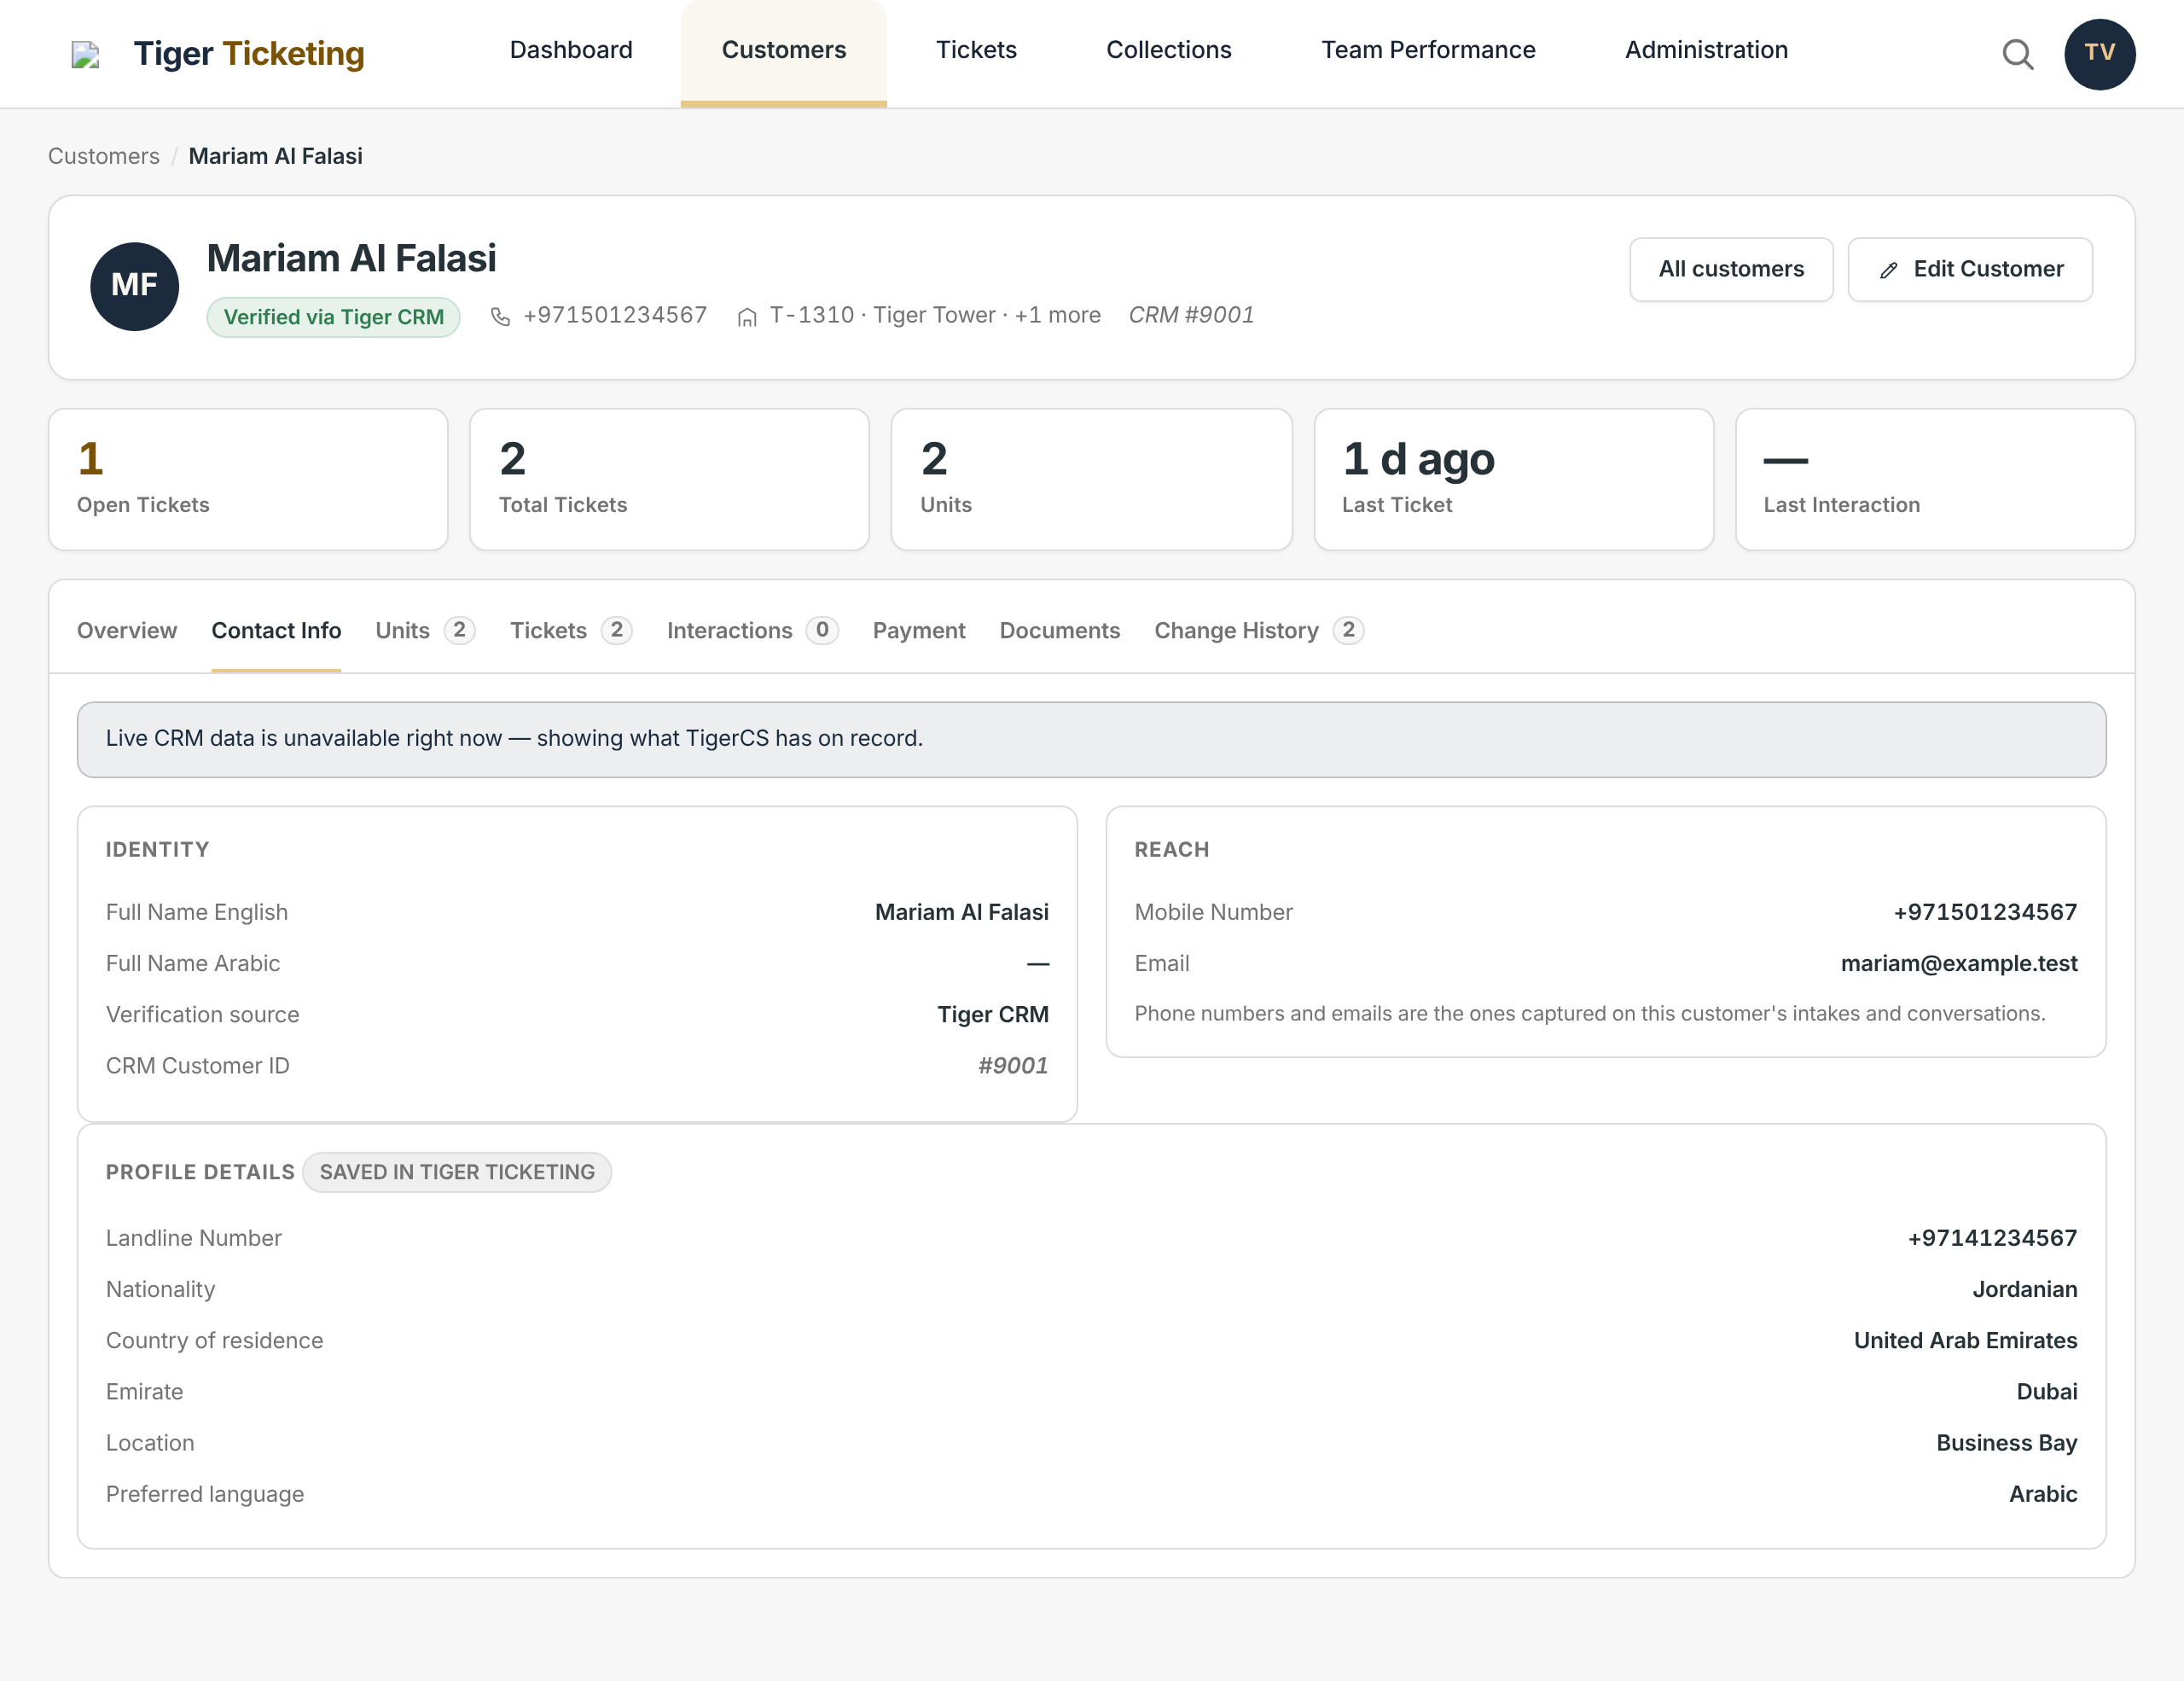 Tiger Ticketing
Dashboard
Customers
Tickets
Collections
Team Performance
Administration
TV
Customers / Mariam Al Falasi
MF
Mariam Al Falasi
All customers
Edit Customer
Verified via Tiger CRM
+971501234567
T-1310 · Tiger Tower · +1 more
CRM #9001
1
Open Tickets
2
Total Tickets
2
Units
1 d ago
Last Ticket
—
Last Interaction
Overview
Contact Info
Units 2
Tickets 2
Interactions 0
Payment
Documents
Change History 2
Live CRM data is unavailable right now — showing what TigerCS has on record.
IDENTITY
Full Name English Mariam Al Falasi
Full Name Arabic —
Verification source Tiger CRM
CRM Customer ID #9001
REACH
Mobile Number +971501234567
Email mariam@example.test
Phone numbers and emails are the ones captured on this customer's intakes and conversations.
PROFILE DETAILS SAVED IN TIGER TICKETING
Landline Number +97141234567
Nationality Jordanian
Country of residence United Arab Emirates
Emirate Dubai
Location Business Bay
Preferred language Arabic